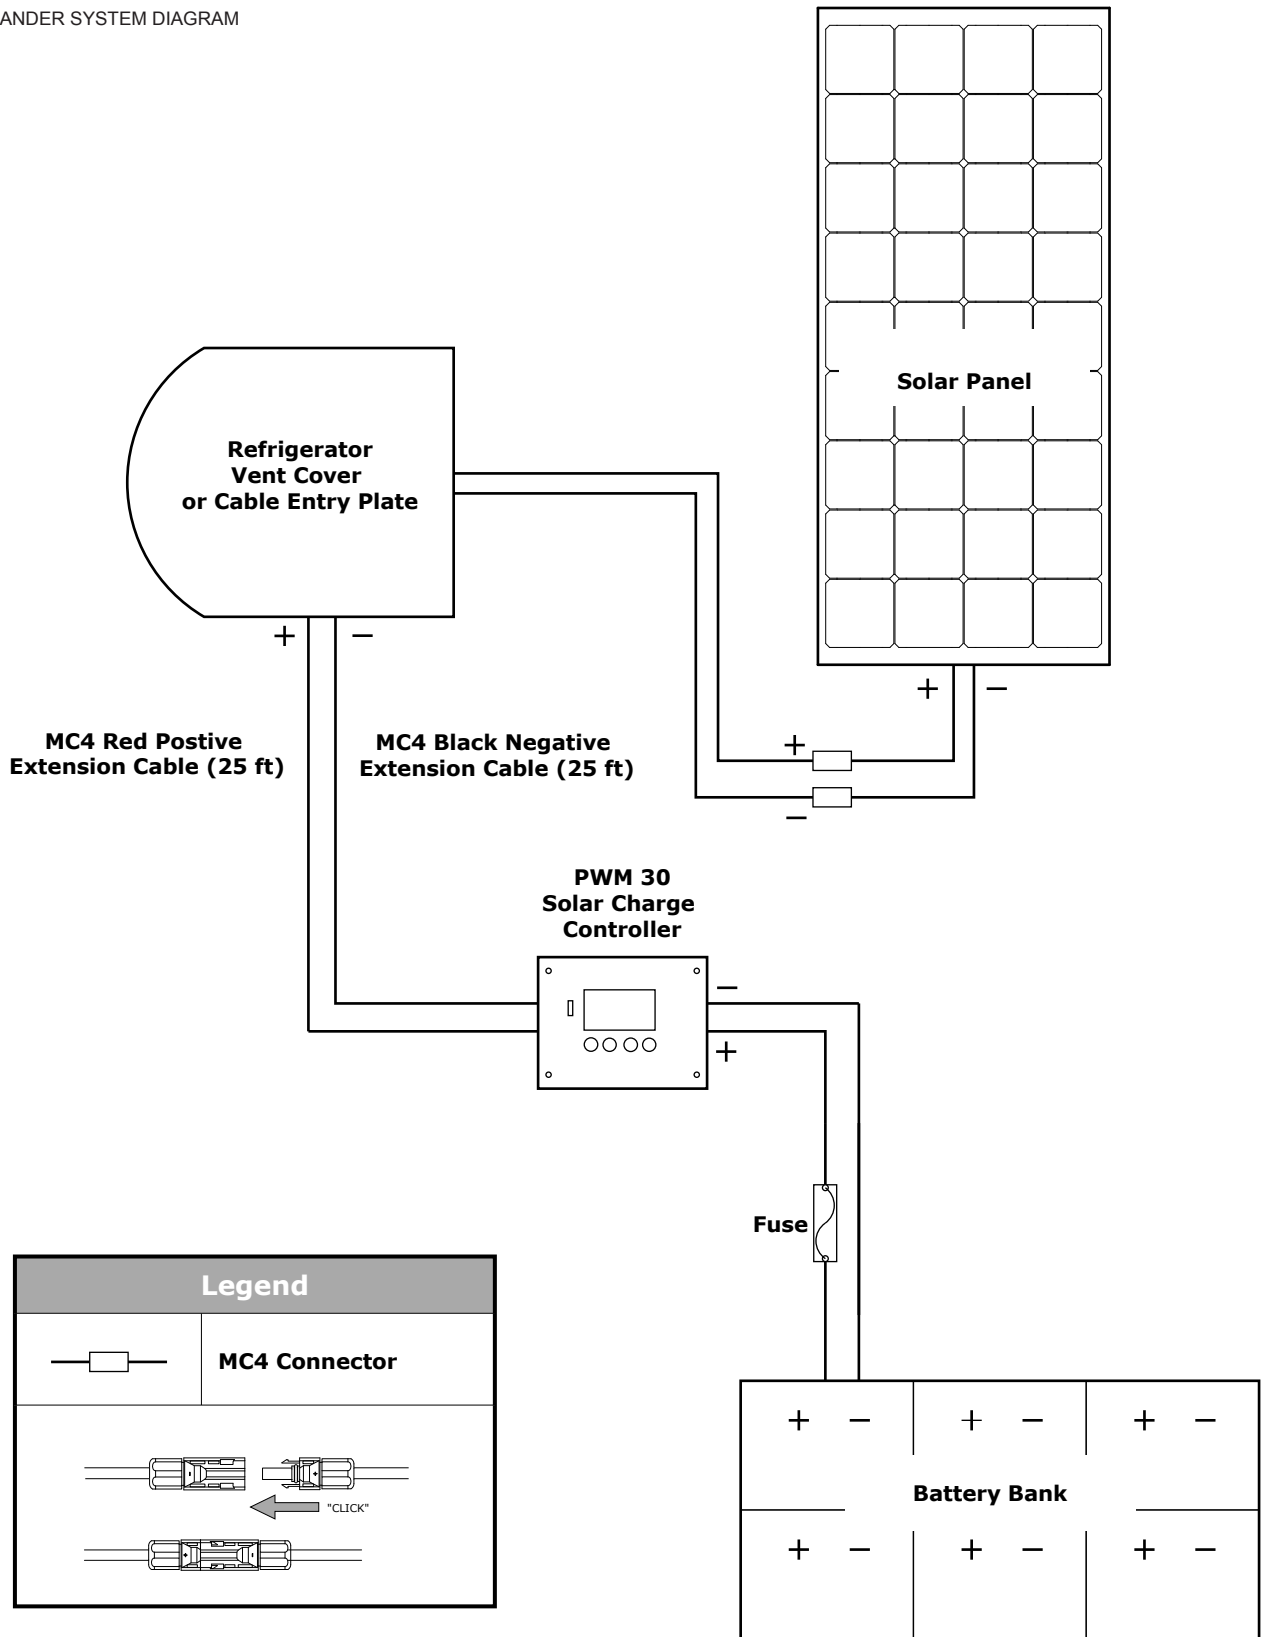 ANDER SYSTEM DIAGRAM
Solar Panel
Refrigerator
Vent Cover
or Cable Entry Plate
+ −
+ −
MC4 Red Postive
Extension Cable (25 ft)
MC4 Black Negative
Extension Cable (25 ft)
+
−
PWM 30
Solar Charge
Controller
−
+
Fuse
Legend
MC4 Connector
"CLICK"
+ − + − + −
Battery Bank
+ − + − + −